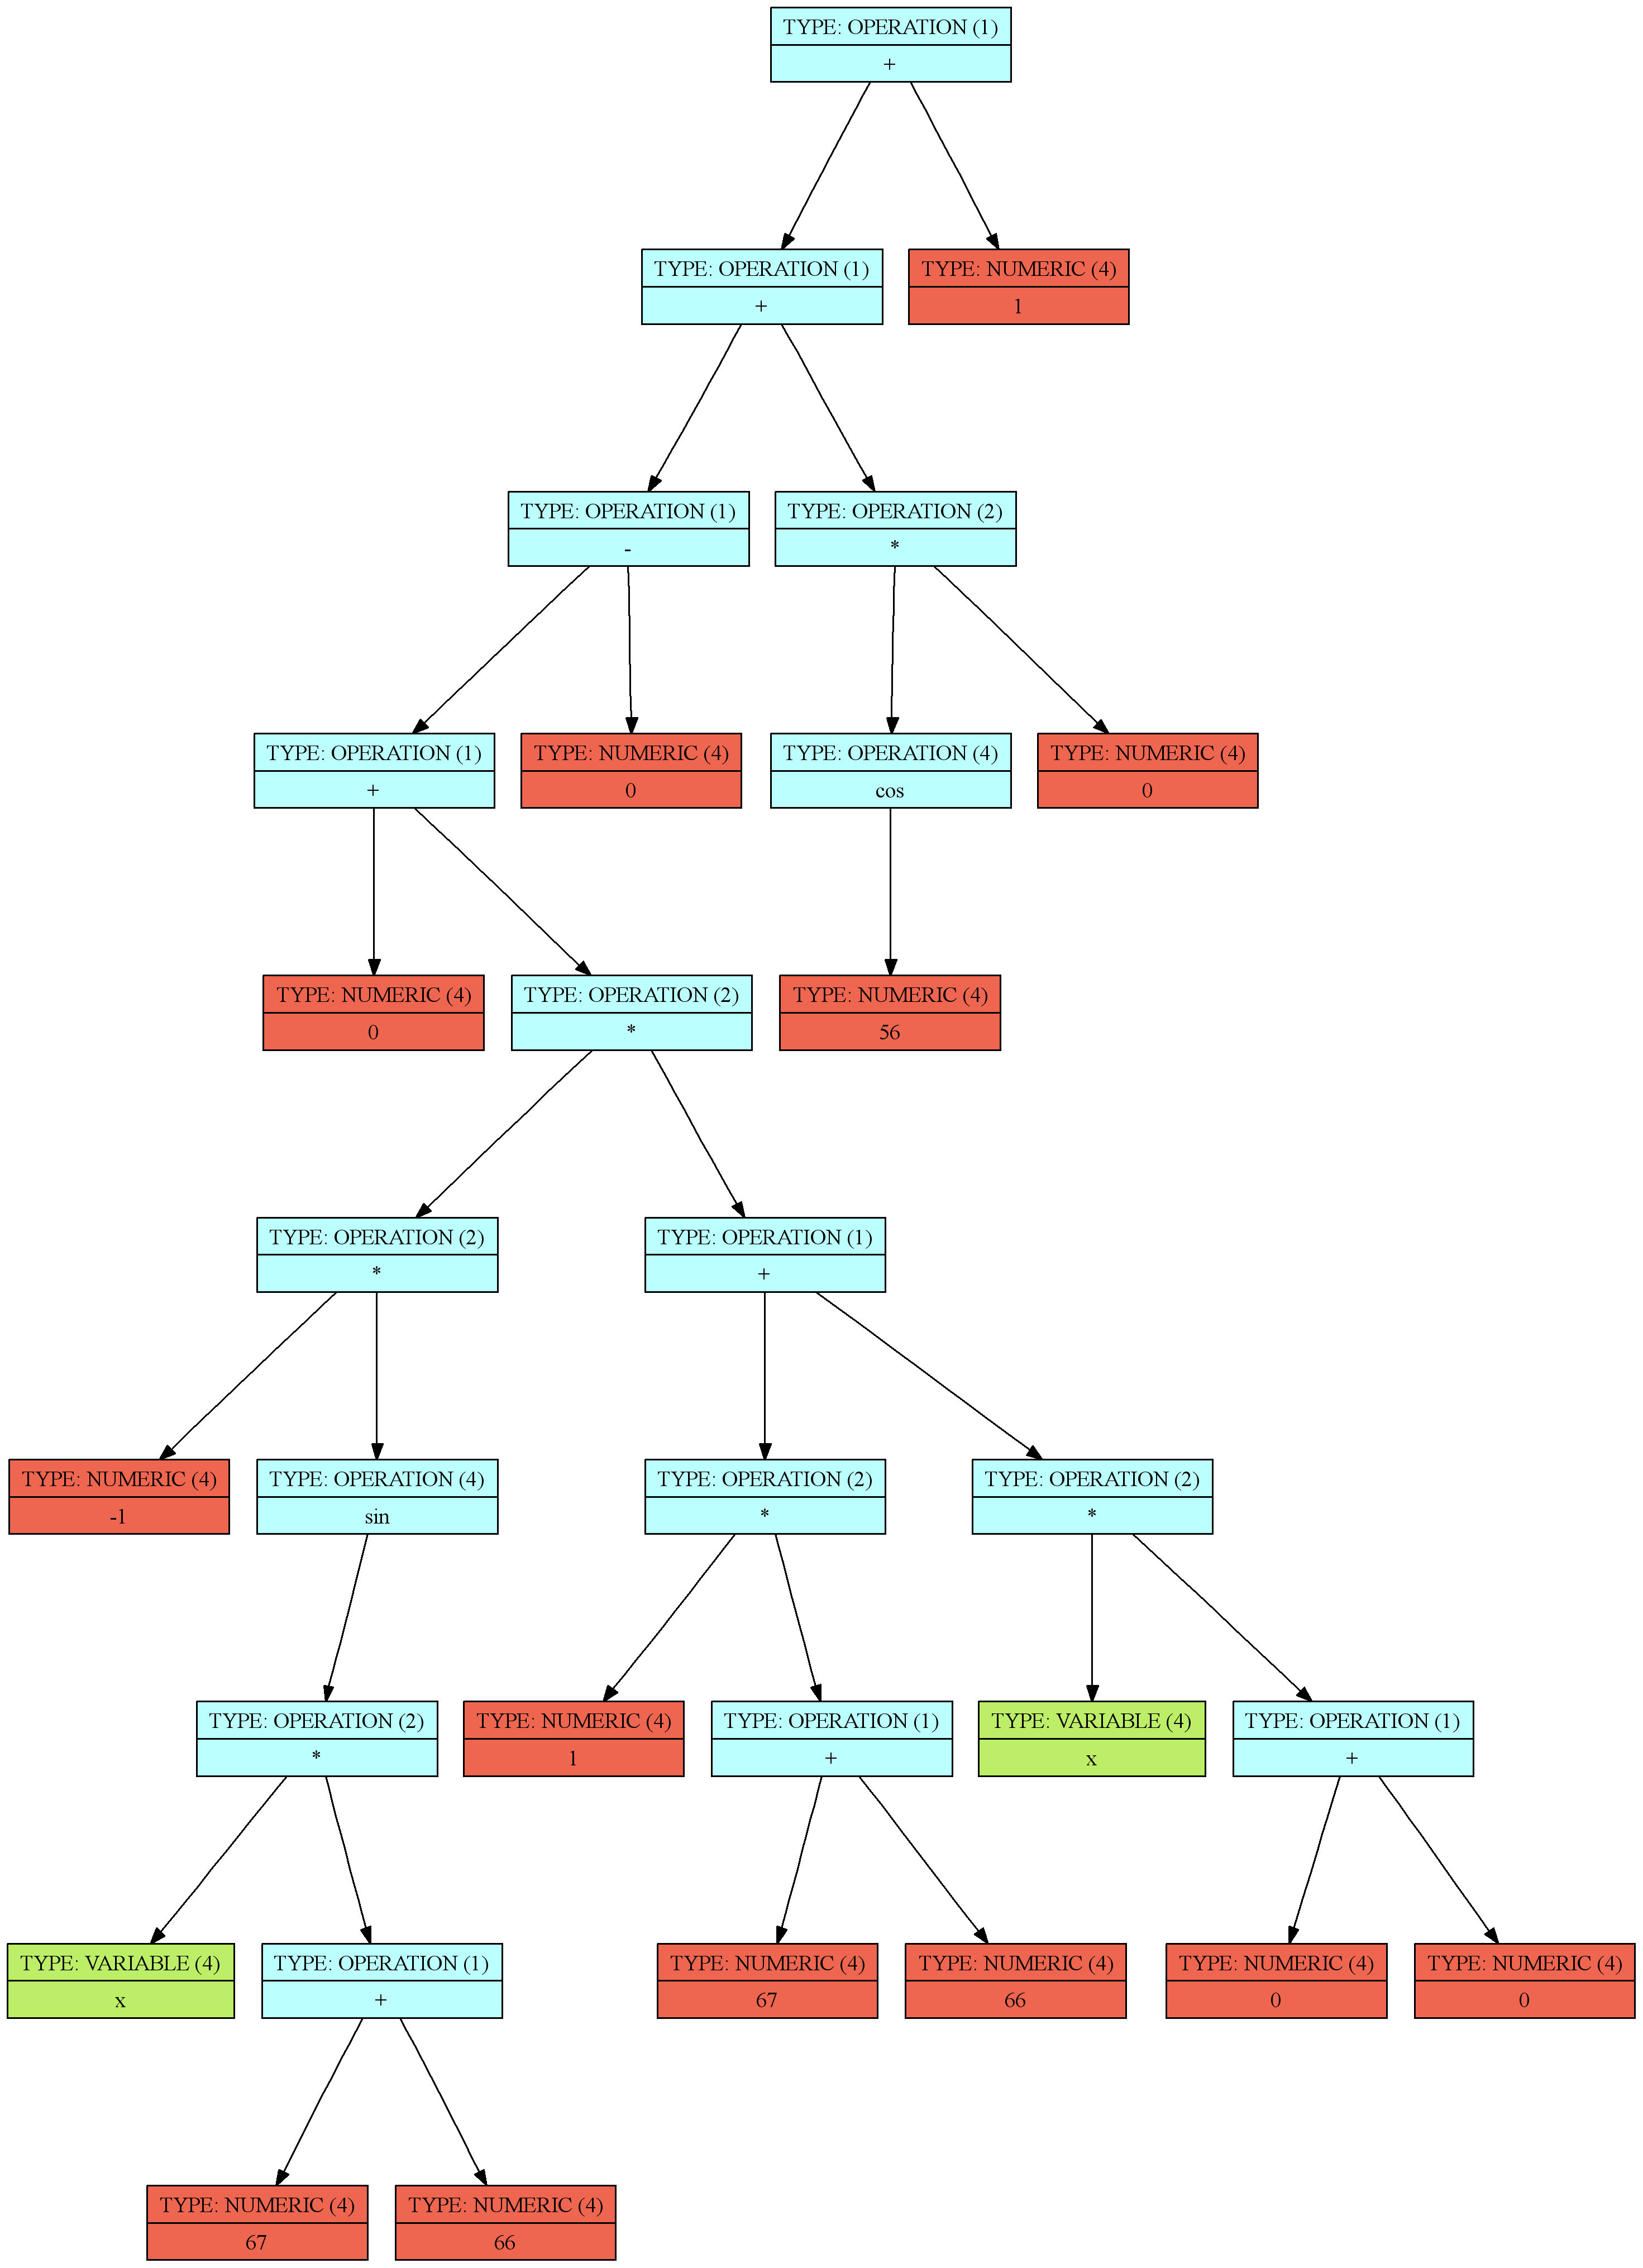 TYPE: OPERATION (1)
+
TYPE: OPERATION (1)
+
TYPE: NUMERIC (4)
1
TYPE: OPERATION (1)
-
TYPE: OPERATION (2)
*
TYPE: OPERATION (1)
+
TYPE: NUMERIC (4)
0
TYPE: OPERATION (4)
cos
TYPE: NUMERIC (4)
0
TYPE: NUMERIC (4)
0
TYPE: OPERATION (2)
*
TYPE: NUMERIC (4)
56
TYPE: OPERATION (2)
*
TYPE: OPERATION (1)
+
TYPE: NUMERIC (4)
-1
TYPE: OPERATION (4)
sin
TYPE: OPERATION (2)
*
TYPE: OPERATION (2)
*
TYPE: OPERATION (2)
*
TYPE: NUMERIC (4)
1
TYPE: OPERATION (1)
+
TYPE: VARIABLE (4)
x
TYPE: OPERATION (1)
+
TYPE: VARIABLE (4)
x
TYPE: OPERATION (1)
+
TYPE: NUMERIC (4)
67
TYPE: NUMERIC (4)
66
TYPE: NUMERIC (4)
0
TYPE: NUMERIC (4)
0
TYPE: NUMERIC (4)
67
TYPE: NUMERIC (4)
66